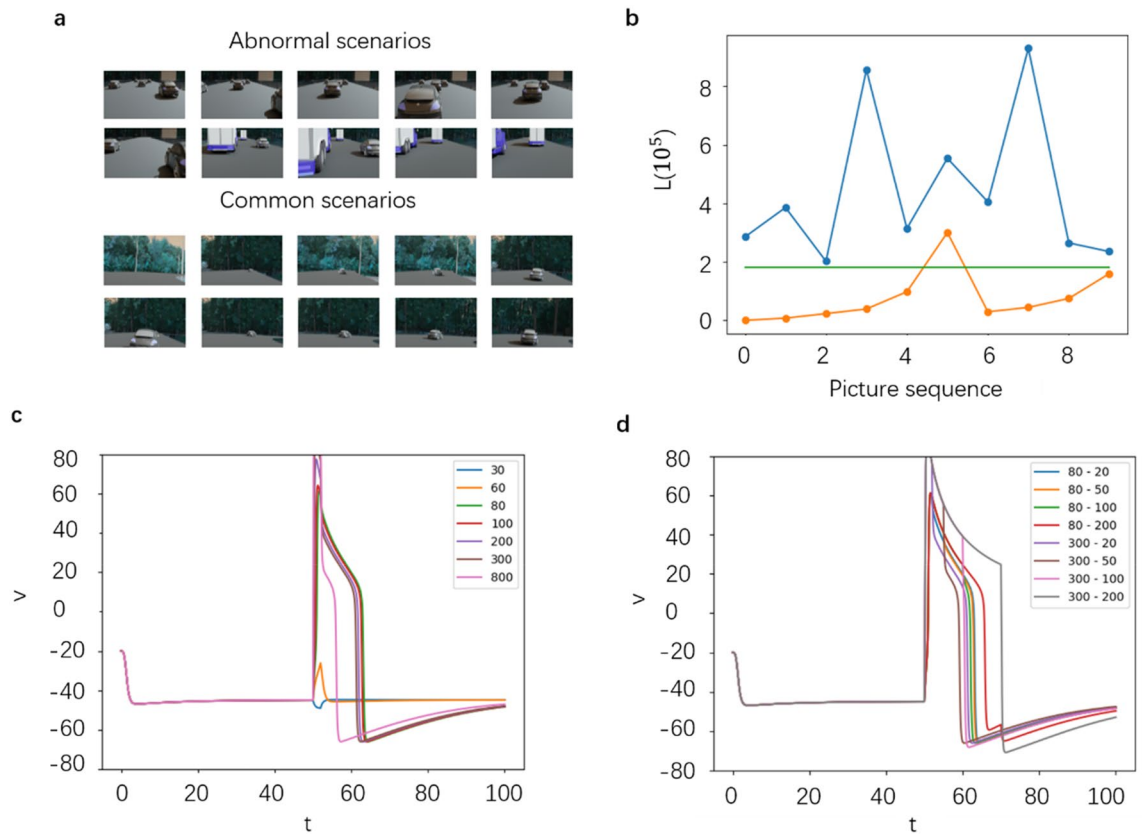 a
Abnormal scenarios
Common scenarios
b
L(10⁵)
8
6
4
2
0
0 2 4 6 8
Picture sequence
c
v
80
60
40
20
0
-20
-40
-60
-80
0 20 40 60 80 100
t
30
60
80
100
200
300
800
d
v
80
60
40
20
0
-20
-40
-60
-80
0 20 40 60 80 100
t
80 - 20
80 - 50
80 - 100
80 - 200
300 - 20
300 - 50
300 - 100
300 - 200